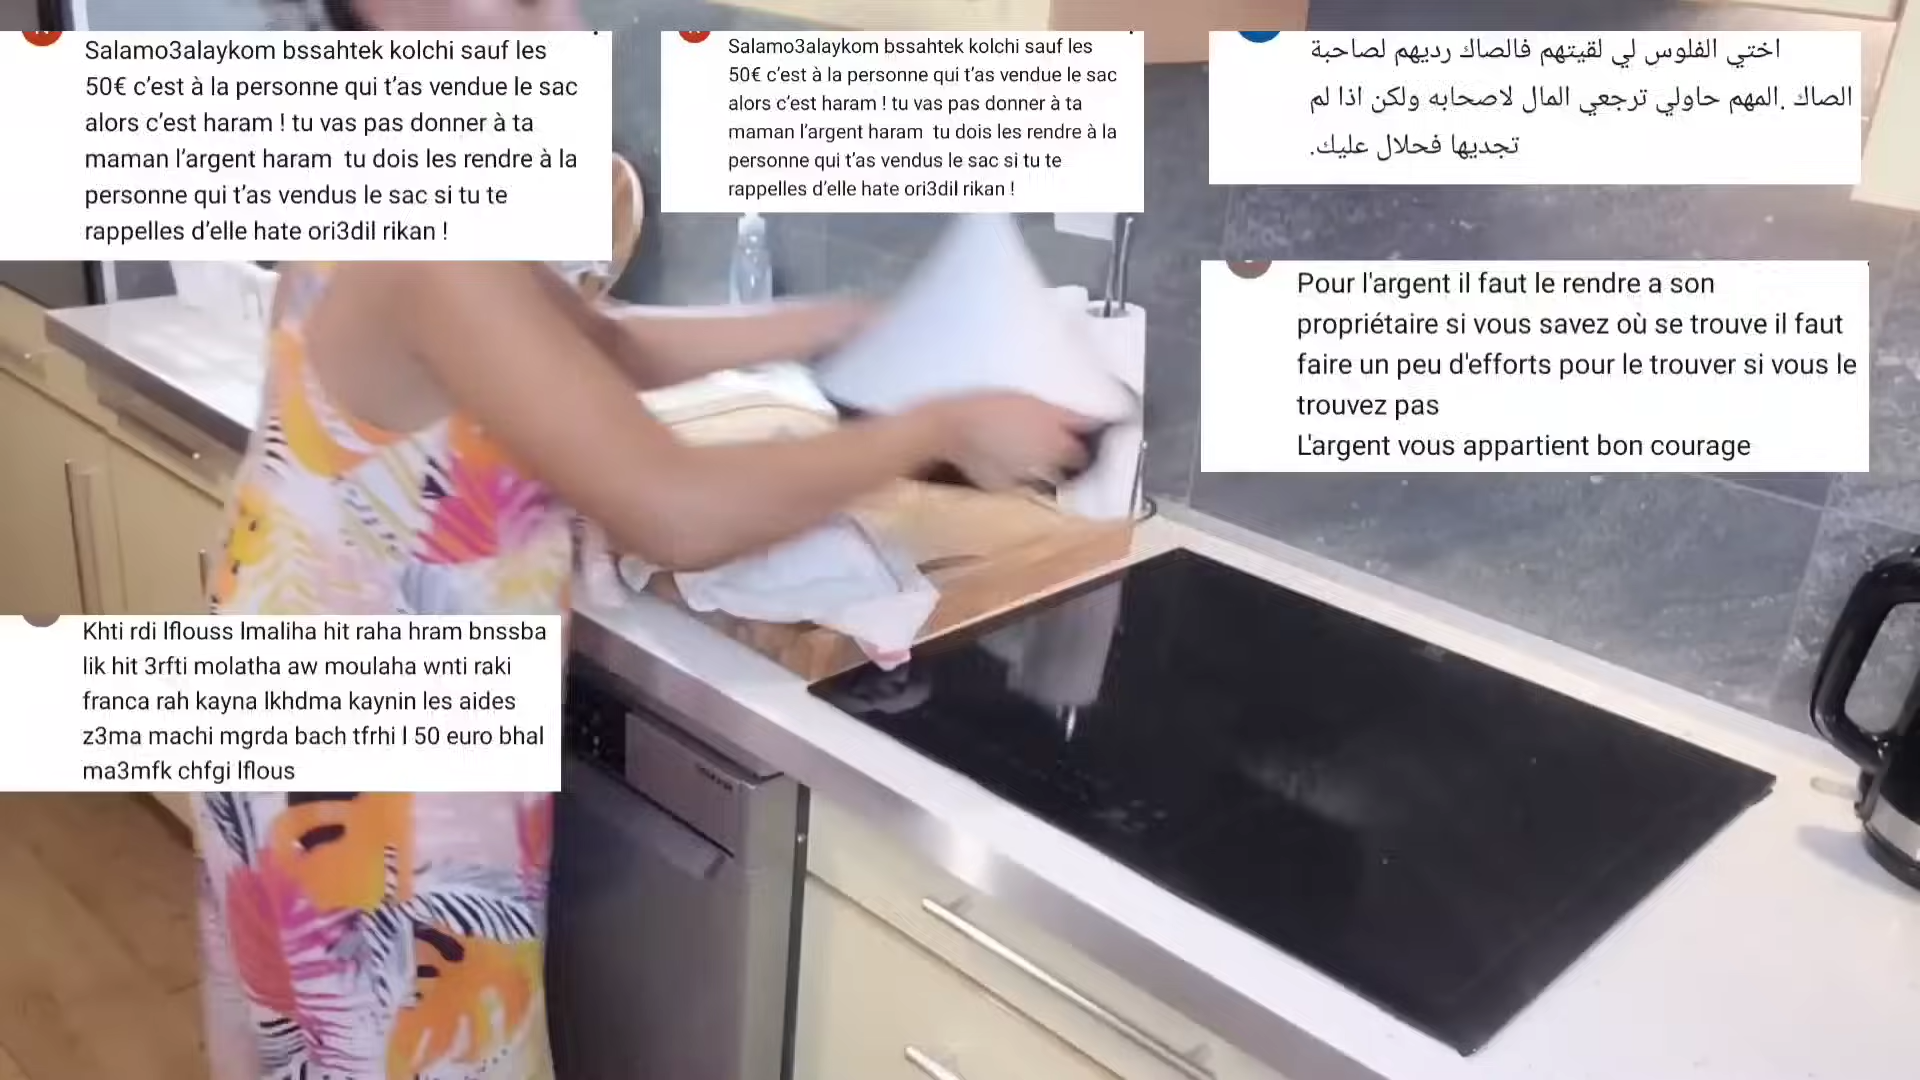 Salamo3alaykom bssahtek kolchi sauf les
50€ c’est à la personne qui t’as vendue le sac
alors c’est haram ! tu vas pas donner à ta
maman l’argent haram tu dois les rendre à la
personne qui t’as vendus le sac si tu te
rappelles d’elle hate ori3dil rikan !
Salamo3alaykom bssahtek kolchi sauf les
50€ c’est à la personne qui t’as vendue le sac
alors c’est haram ! tu vas pas donner à ta
maman l’argent haram tu dois les rendre à la
personne qui t’as vendus le sac si tu te
rappelles d’elle hate ori3dil rikan !
اختي الفلوس لي لقيتهم فالصاك رديهم لصاحبة
الصاك .المهم حاولي ترجعي المال لاصحابه ولكن اذا لم
تجديها فحلال عليك.
Pour l'argent il faut le rendre a son
propriétaire si vous savez où se trouve il faut
faire un peu d'efforts pour le trouver si vous le
trouvez pas
L'argent vous appartient bon courage
Khti rdi lflouss lmaliha hit raha hram bnssba
lik hit 3rfti molatha aw moulaha wnti raki
franca rah kayna lkhdma kaynin les aides
z3ma machi mgrda bach tfrhi l 50 euro bhal
ma3mfk chfgi lflous